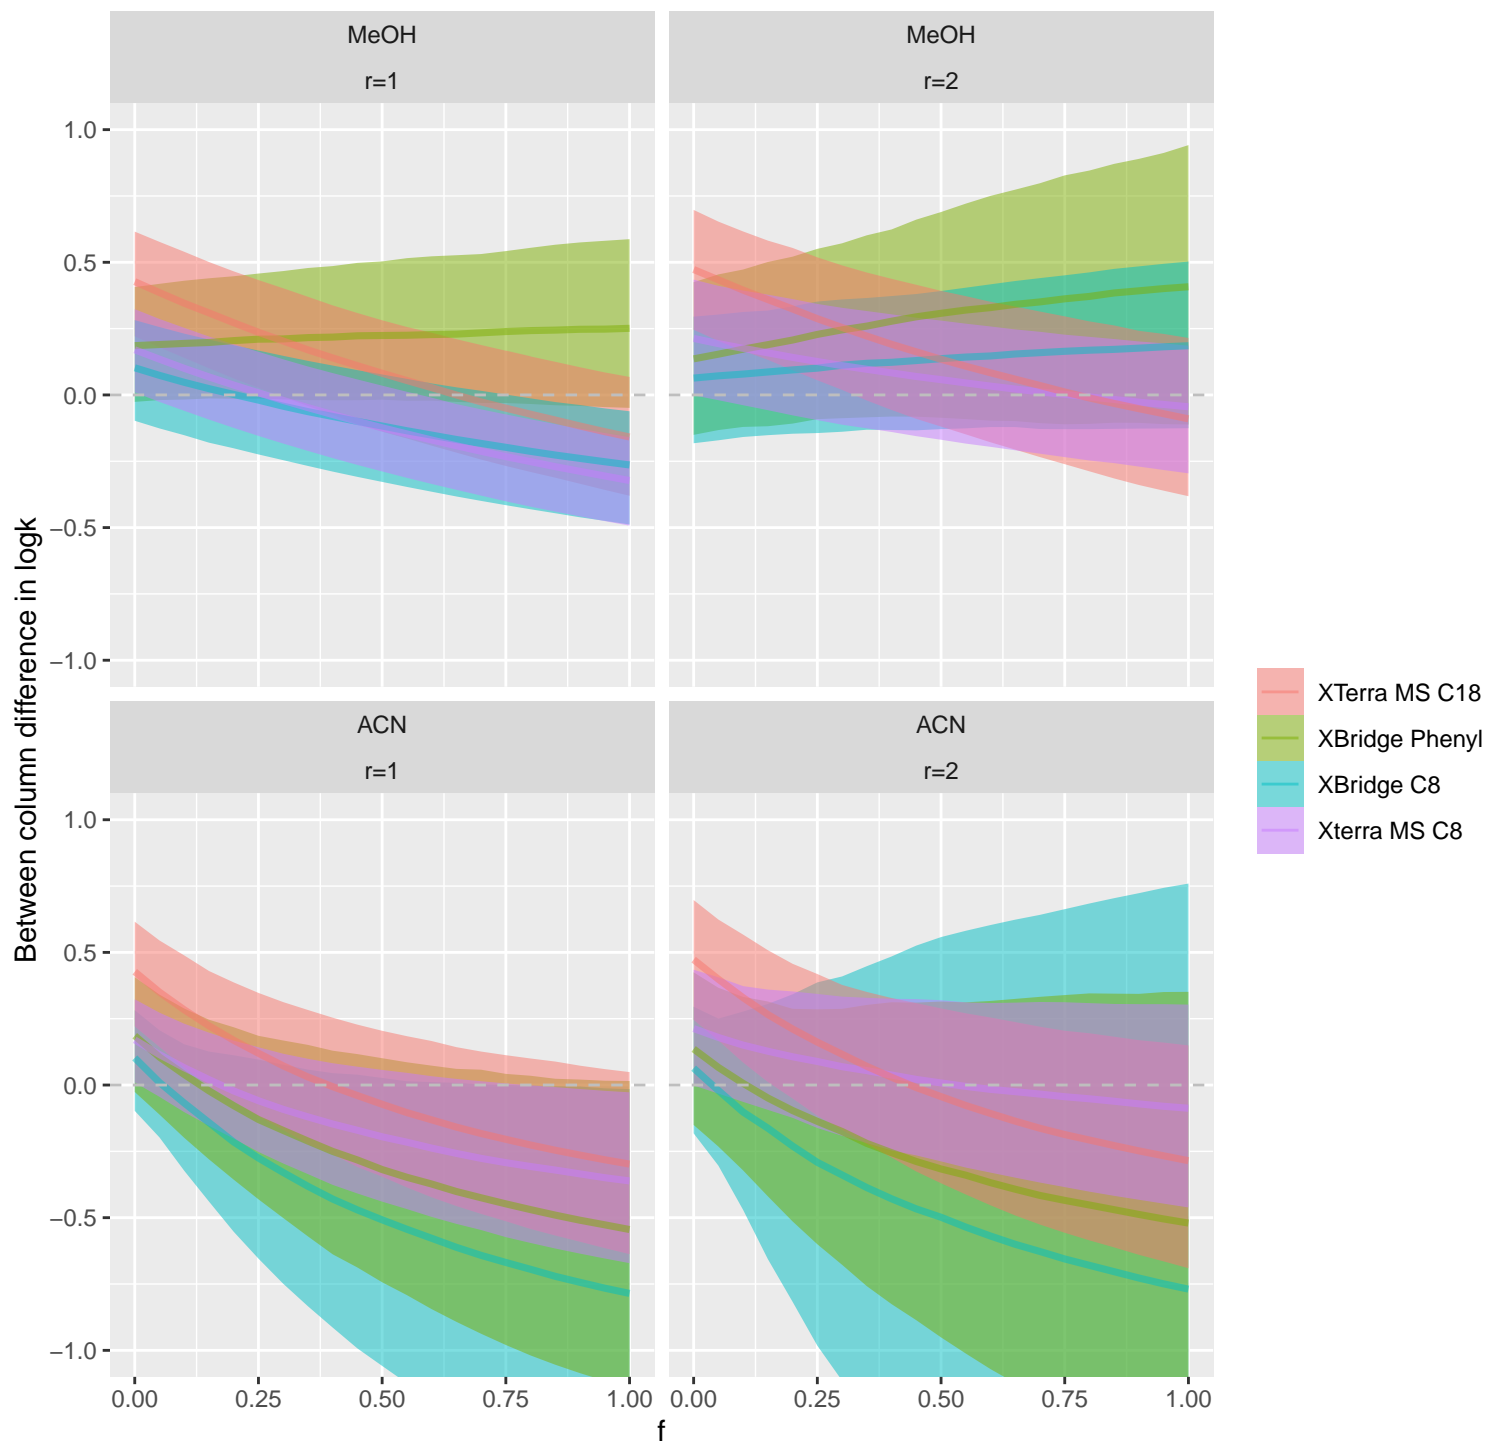 MeOH
r=1
MeOH
r=2
1.0
0.5
0.0
−0.5
−1.0
ACN
r=1
ACN
r=2
1.0
0.5
0.0
−0.5
−1.0
0.00 0.25 0.50 0.75 1.00
0.00 0.25 0.50 0.75 1.00
f
Between column difference in logk
XTerra MS C18
XBridge Phenyl
XBridge C8
Xterra MS C8